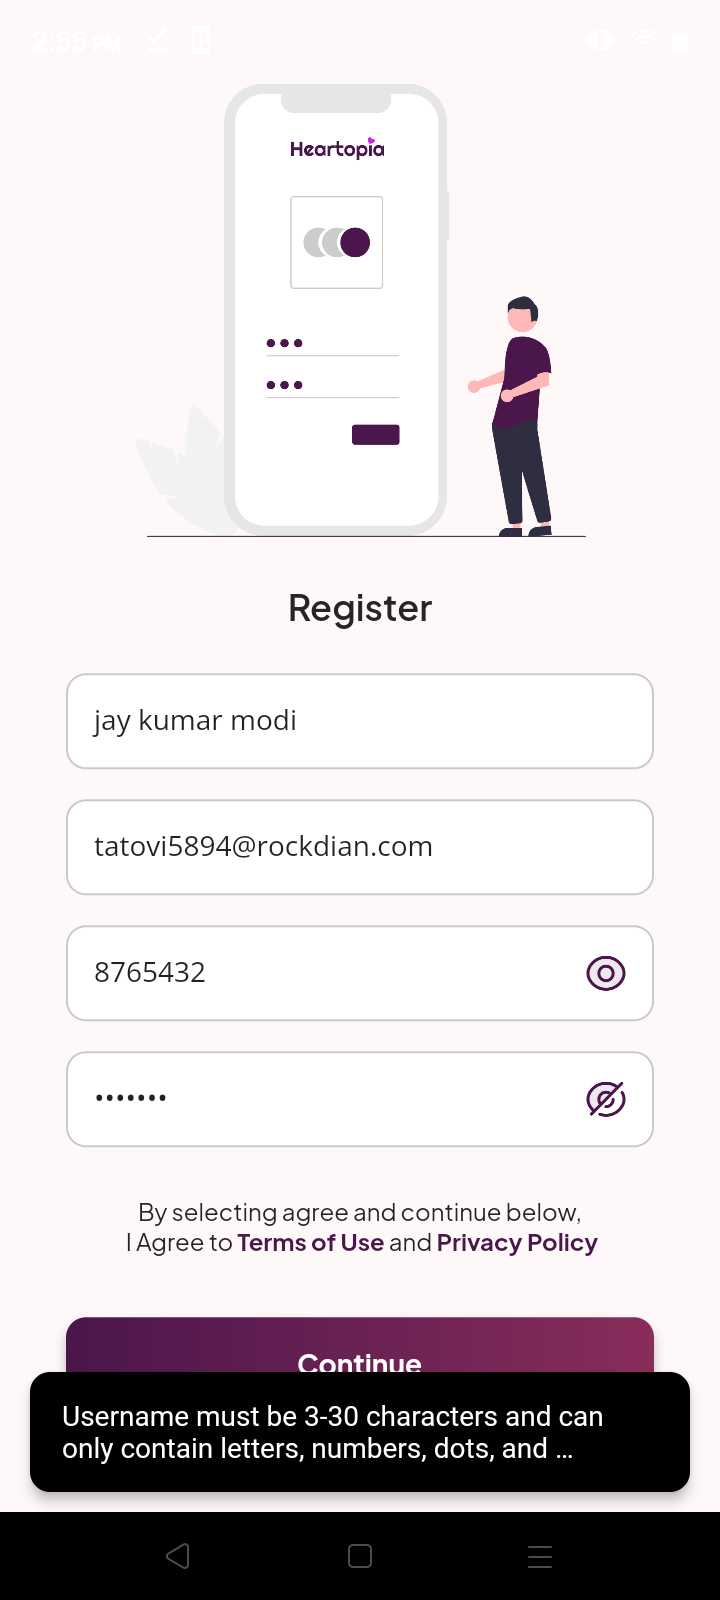 2:55 PM
Heartopia
Register
jay kumar modi
tatovi5894@rockdian.com
8765432
•••••••
By selecting agree and continue below,
I Agree to Terms of Use and Privacy Policy
Continue
Username must be 3-30 characters and can
only contain letters, numbers, dots, and ...